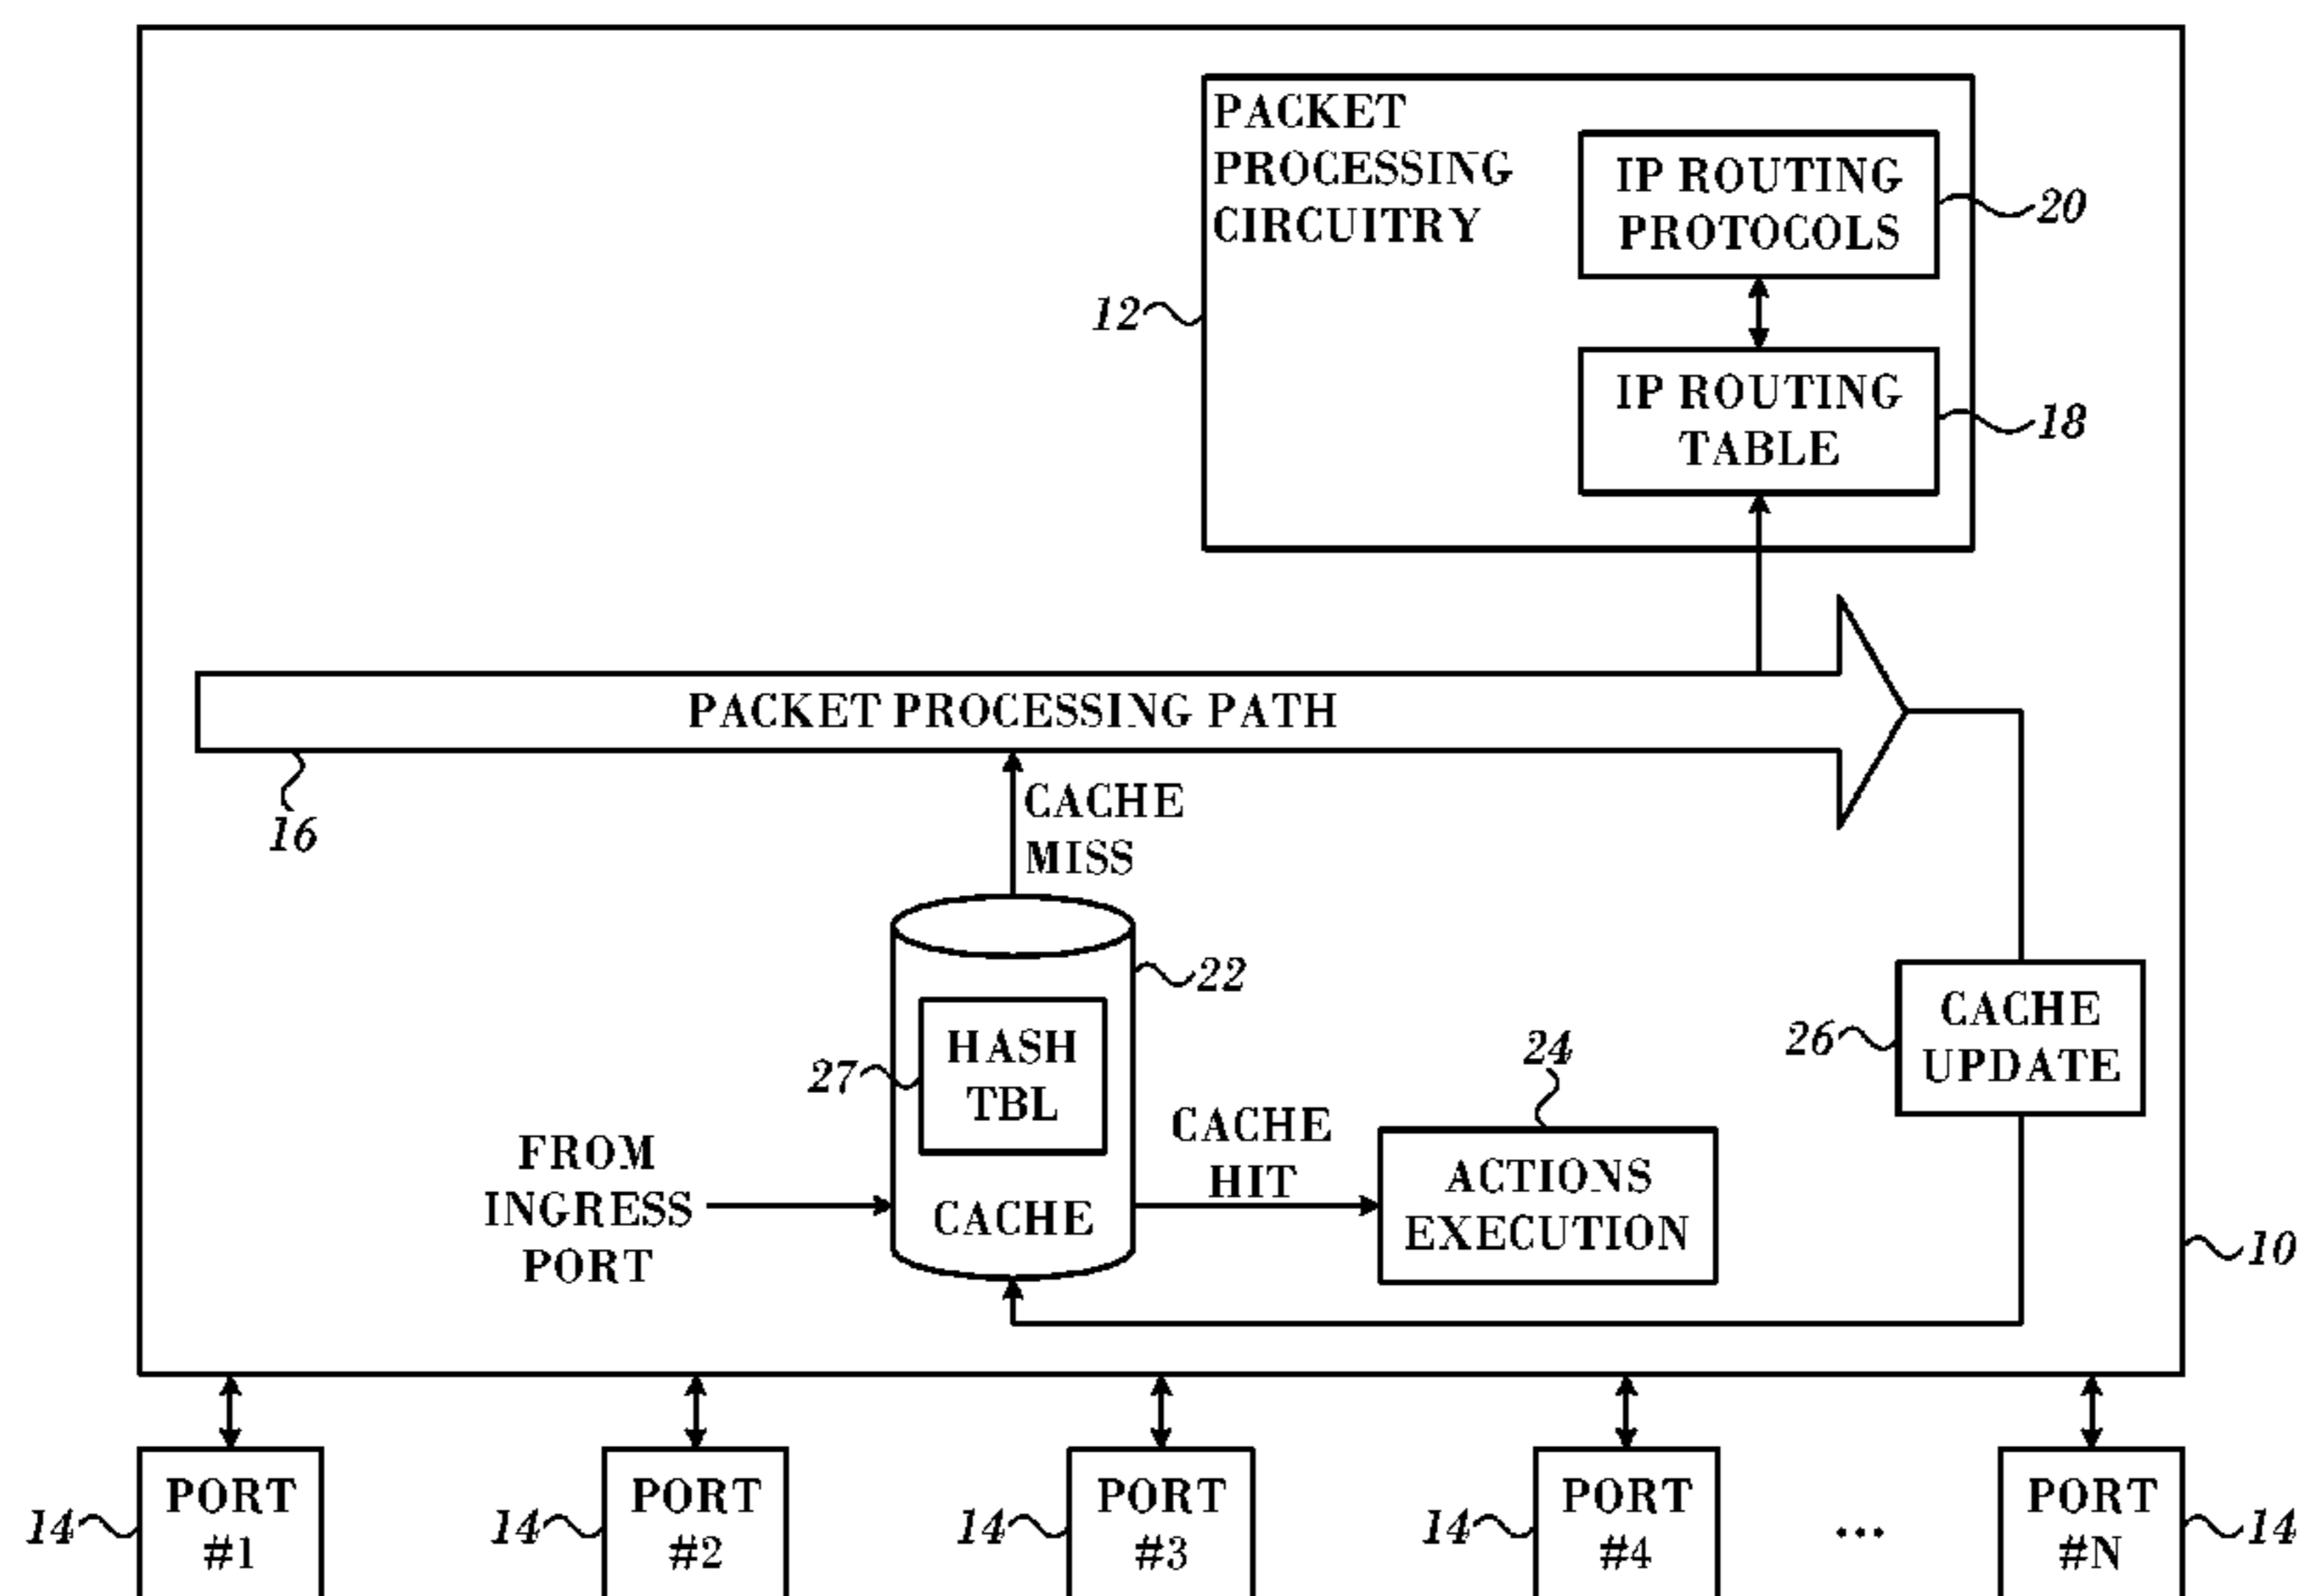 PACKET
PROCESSING
CIRCUITRY
IP ROUTING
PROTOCOLS
20
12
IP ROUTING
TABLE
18
PACKET PROCESSING PATH
16
CACHE
MISS
22
HASH
TBL
27
CACHE
FROM
INGRESS
PORT
CACHE
HIT
24
ACTIONS
EXECUTION
26
CACHE
UPDATE
10
14
PORT
#1
14
PORT
#2
14
PORT
#3
14
PORT
#4
...
PORT
#N
14